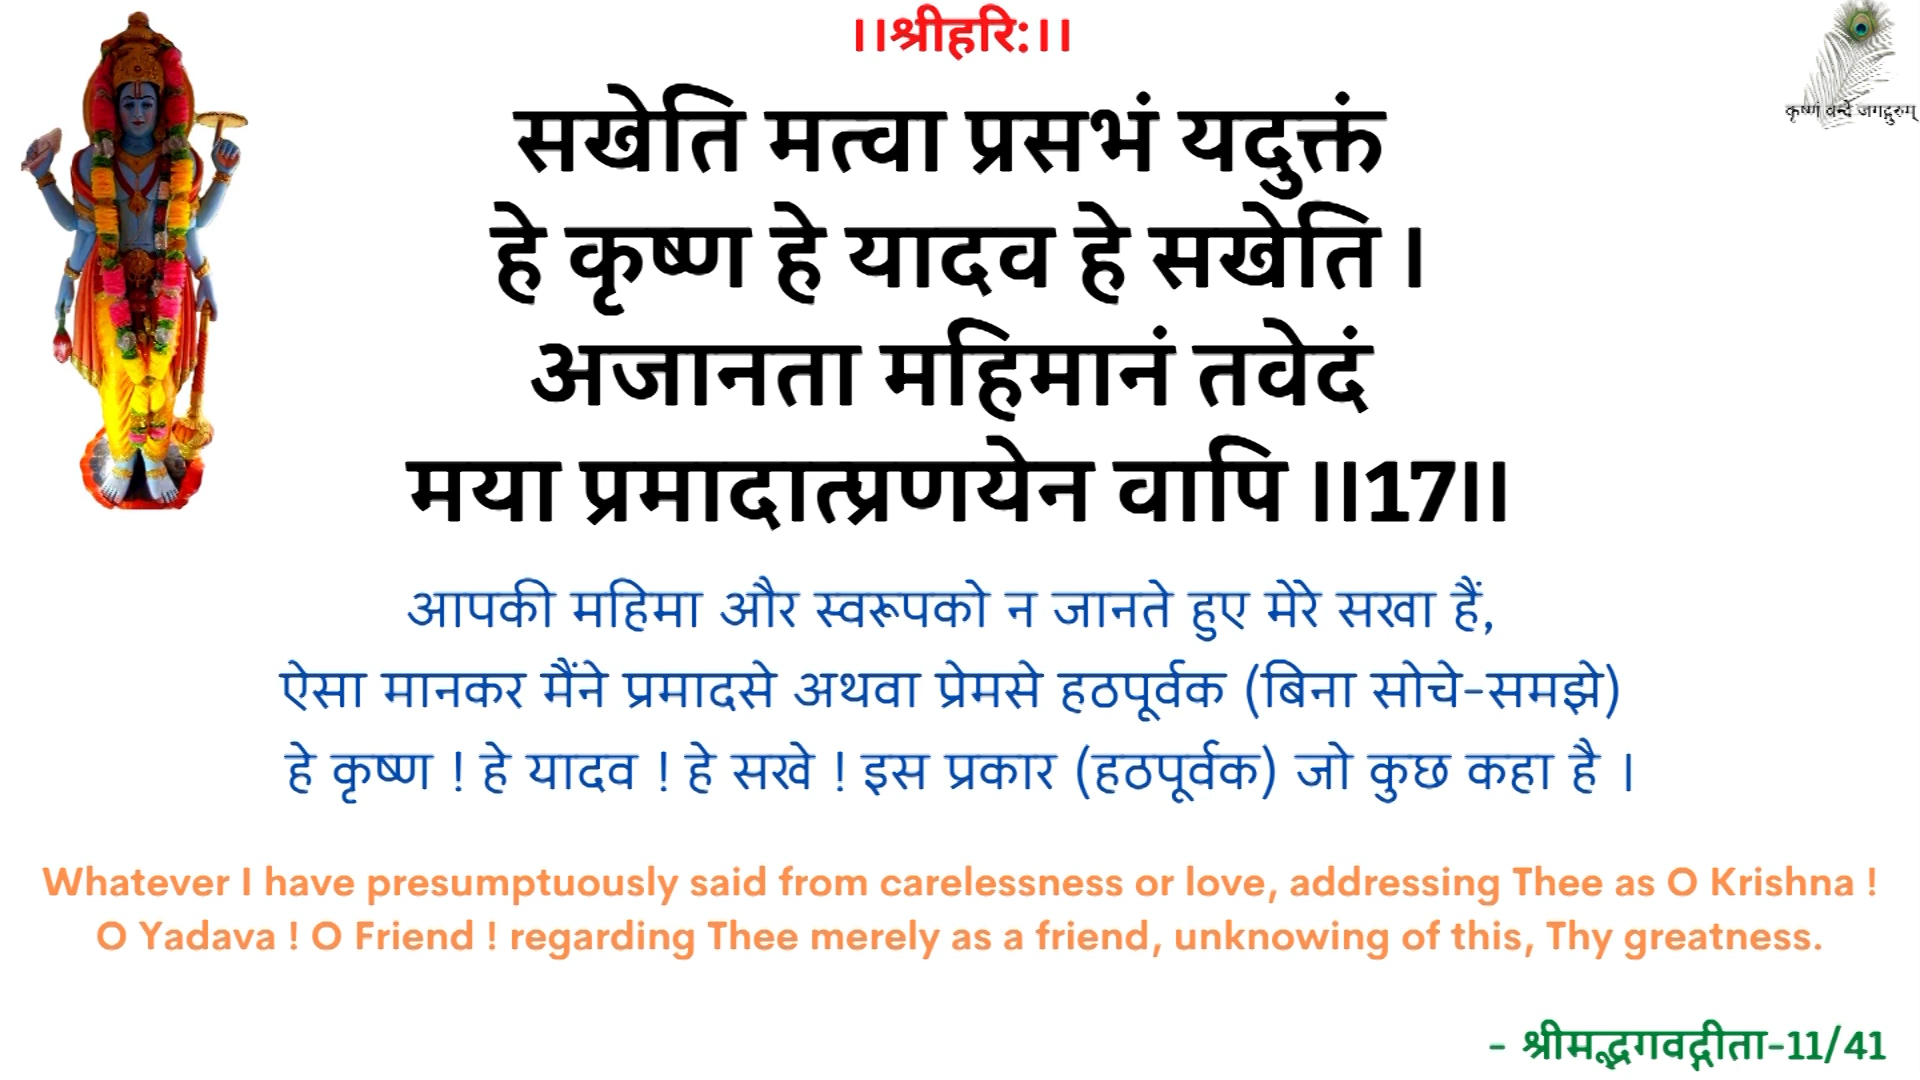 ।।श्रीहरि:।।
कृष्णं वन्दे जगद्गुरुम्
सखेति मत्वा प्रसभं यदुक्तं
हे कृष्ण हे यादव हे सखेति ।
अजानता महिमानं तवेदं
मया प्रमादात्प्रणयेन वापि ।।17।।
आपकी महिमा और स्वरूपको न जानते हुए मेरे सखा हैं,
ऐसा मानकर मैंने प्रमादसे अथवा प्रेमसे हठपूर्वक (बिना सोचे-समझे)
हे कृष्ण ! हे यादव ! हे सखे ! इस प्रकार (हठपूर्वक) जो कुछ कहा है ।
Whatever I have presumptuously said from carelessness or love, addressing Thee as O Krishna !
O Yadava ! O Friend ! regarding Thee merely as a friend, unknowing of this, Thy greatness.
- श्रीमद्भगवद्गीता-11/41